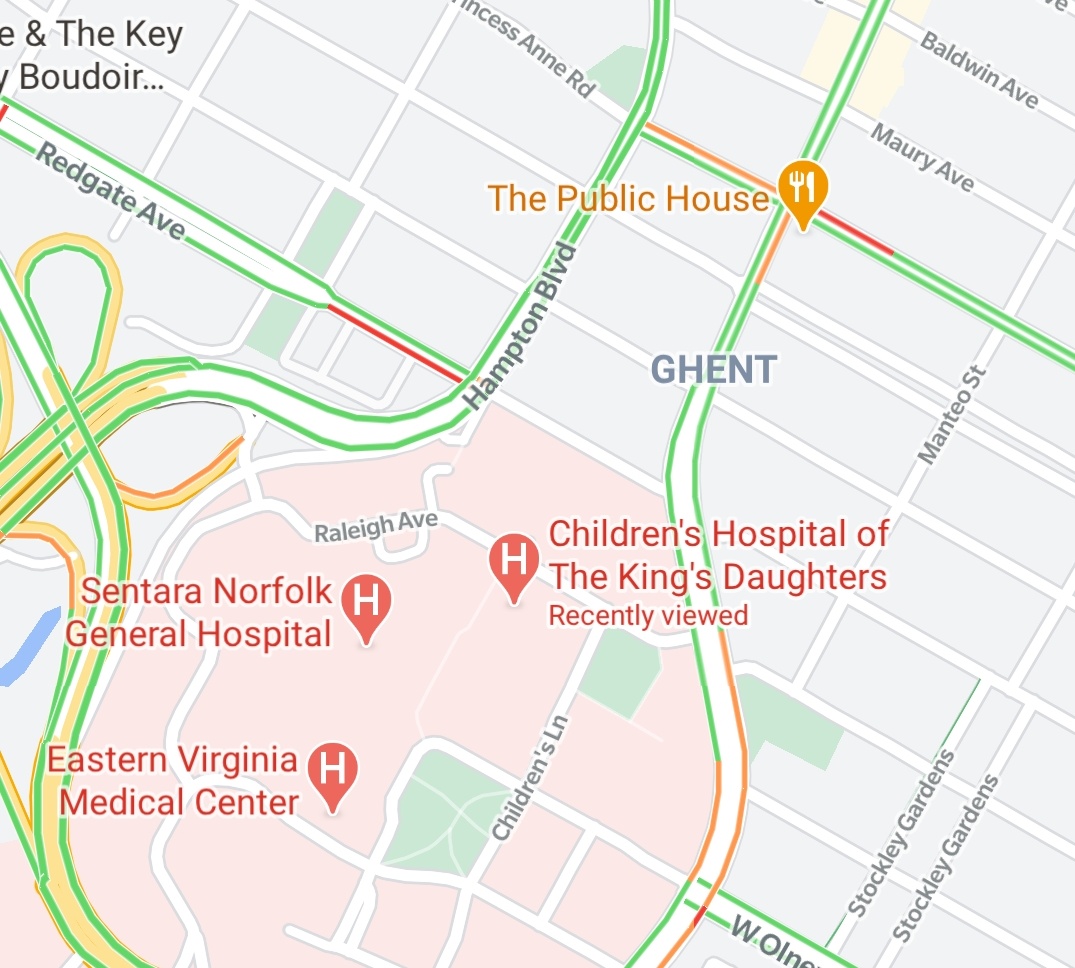 e & The Key
y Boudoir...
Princess Anne Rd
Baldwin Ave
Maury Ave
Redgate Ave
The Public House
Hampton Blvd
GHENT
Manteo St
Raleigh Ave
Children's Hospital of
The King's Daughters
Recently viewed
Sentara Norfolk
General Hospital
Eastern Virginia
Medical Center
Children's Ln
Stockley Gardens
Stockley Gardens
W Olney